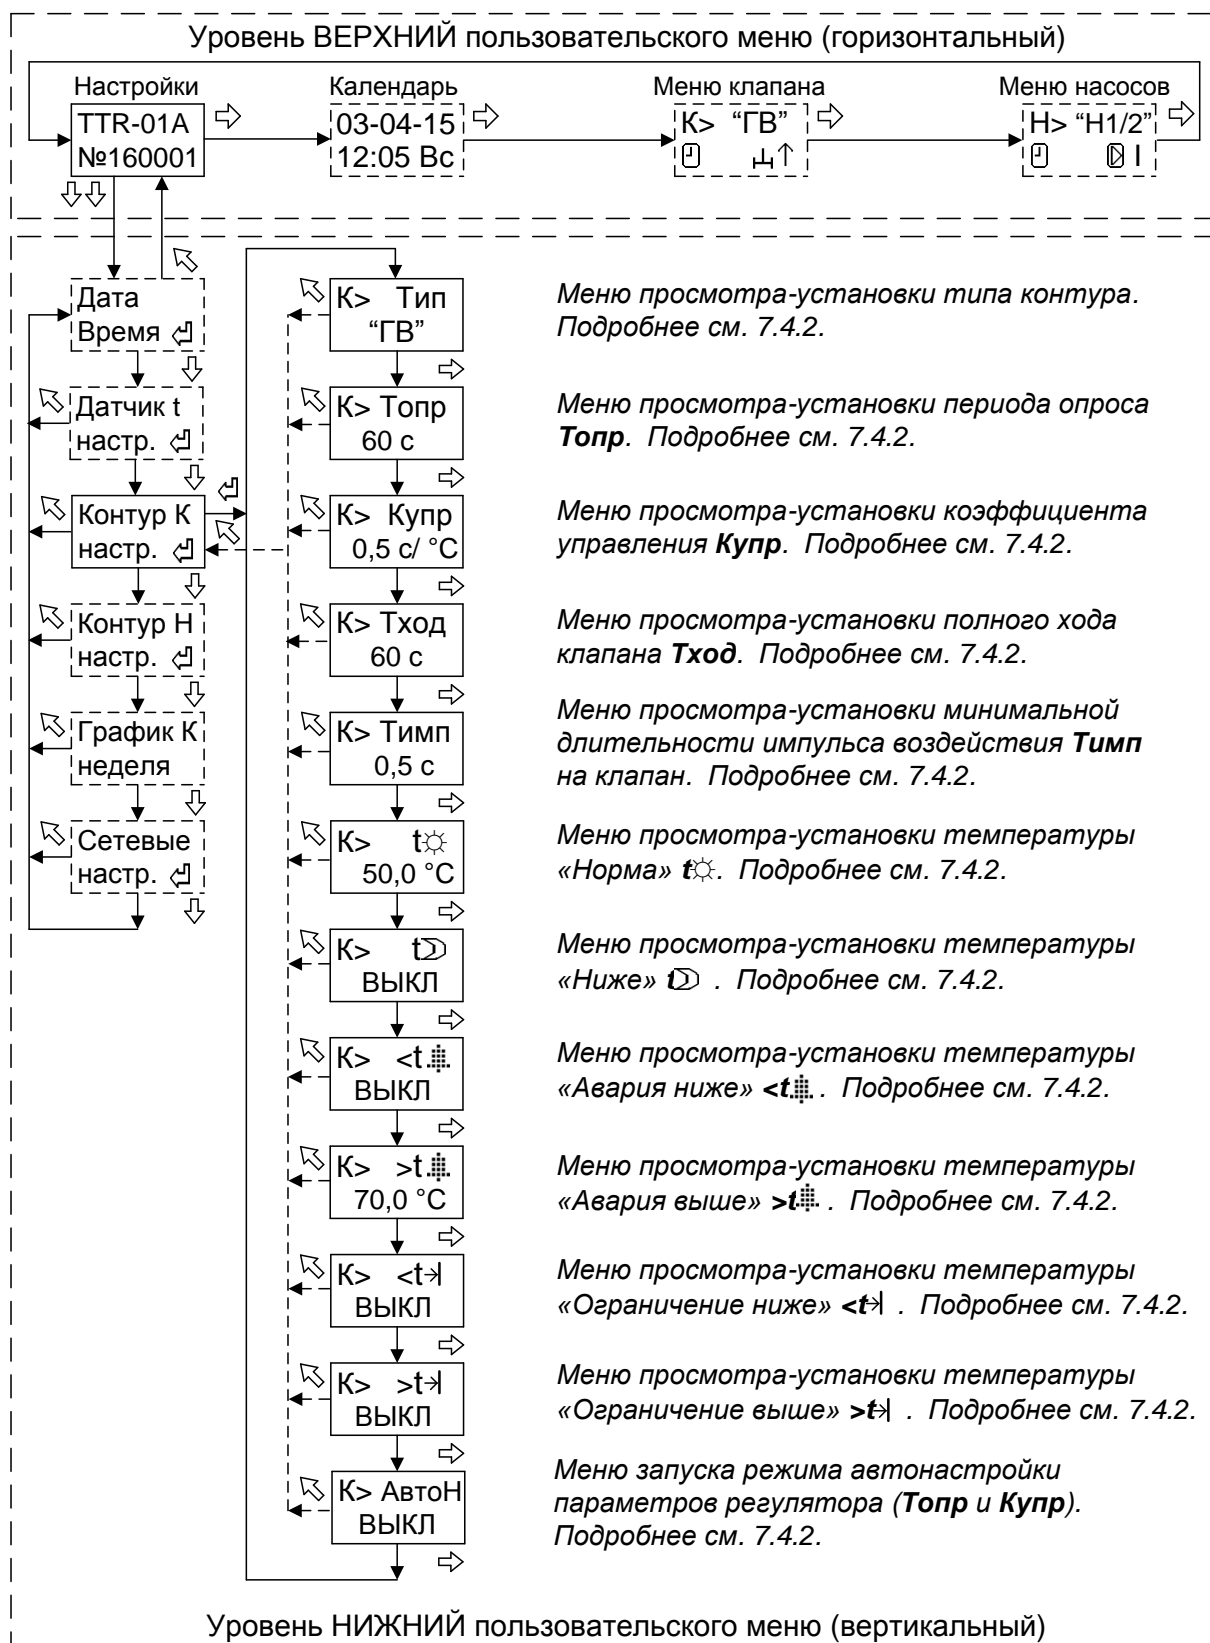 Уровень ВЕРХНИЙ пользовательского меню (горизонтальный)
Настройки
Календарь
Меню клапана
Меню насосов
TTR-01A
№160001
03-04-15
12:05 Вс
К> “ГВ”
Н> “Н1/2”
I
Дата
Время
Датчик t
настр.
Контур К
настр.
Контур Н
настр.
График К
неделя
Сетевые
настр.
К> Тип
“ГВ”
Меню просмотра-установки типа контура.
Подробнее см. 7.4.2.
К> Топр
60 с
Меню просмотра-установки периода опроса
Топр. Подробнее см. 7.4.2.
К> Купр
0,5 с/ °С
Меню просмотра-установки коэффициента
управления Купр. Подробнее см. 7.4.2.
К> Тход
60 с
Меню просмотра-установки полного хода
клапана Тход. Подробнее см. 7.4.2.
К> Тимп
0,5 с
Меню просмотра-установки минимальной
длительности импульса воздействия Тимп
на клапан. Подробнее см. 7.4.2.
К> t☼
50,0 °С
Меню просмотра-установки температуры
«Норма» t☼. Подробнее см. 7.4.2.
К> t
ВЫКЛ
Меню просмотра-установки температуры
«Ниже» t . Подробнее см. 7.4.2.
К> <t
ВЫКЛ
Меню просмотра-установки температуры
«Авария ниже» <t . Подробнее см. 7.4.2.
К> >t
70,0 °С
Меню просмотра-установки температуры
«Авария выше» >t . Подробнее см. 7.4.2.
К> <t
ВЫКЛ
Меню просмотра-установки температуры
«Ограничение ниже» <t . Подробнее см. 7.4.2.
К> >t
ВЫКЛ
Меню просмотра-установки температуры
«Ограничение выше» >t . Подробнее см. 7.4.2.
К> АвтоН
ВЫКЛ
Меню запуска режима автонастройки
параметров регулятора (Топр и Купр).
Подробнее см. 7.4.2.
Уровень НИЖНИЙ пользовательского меню (вертикальный)